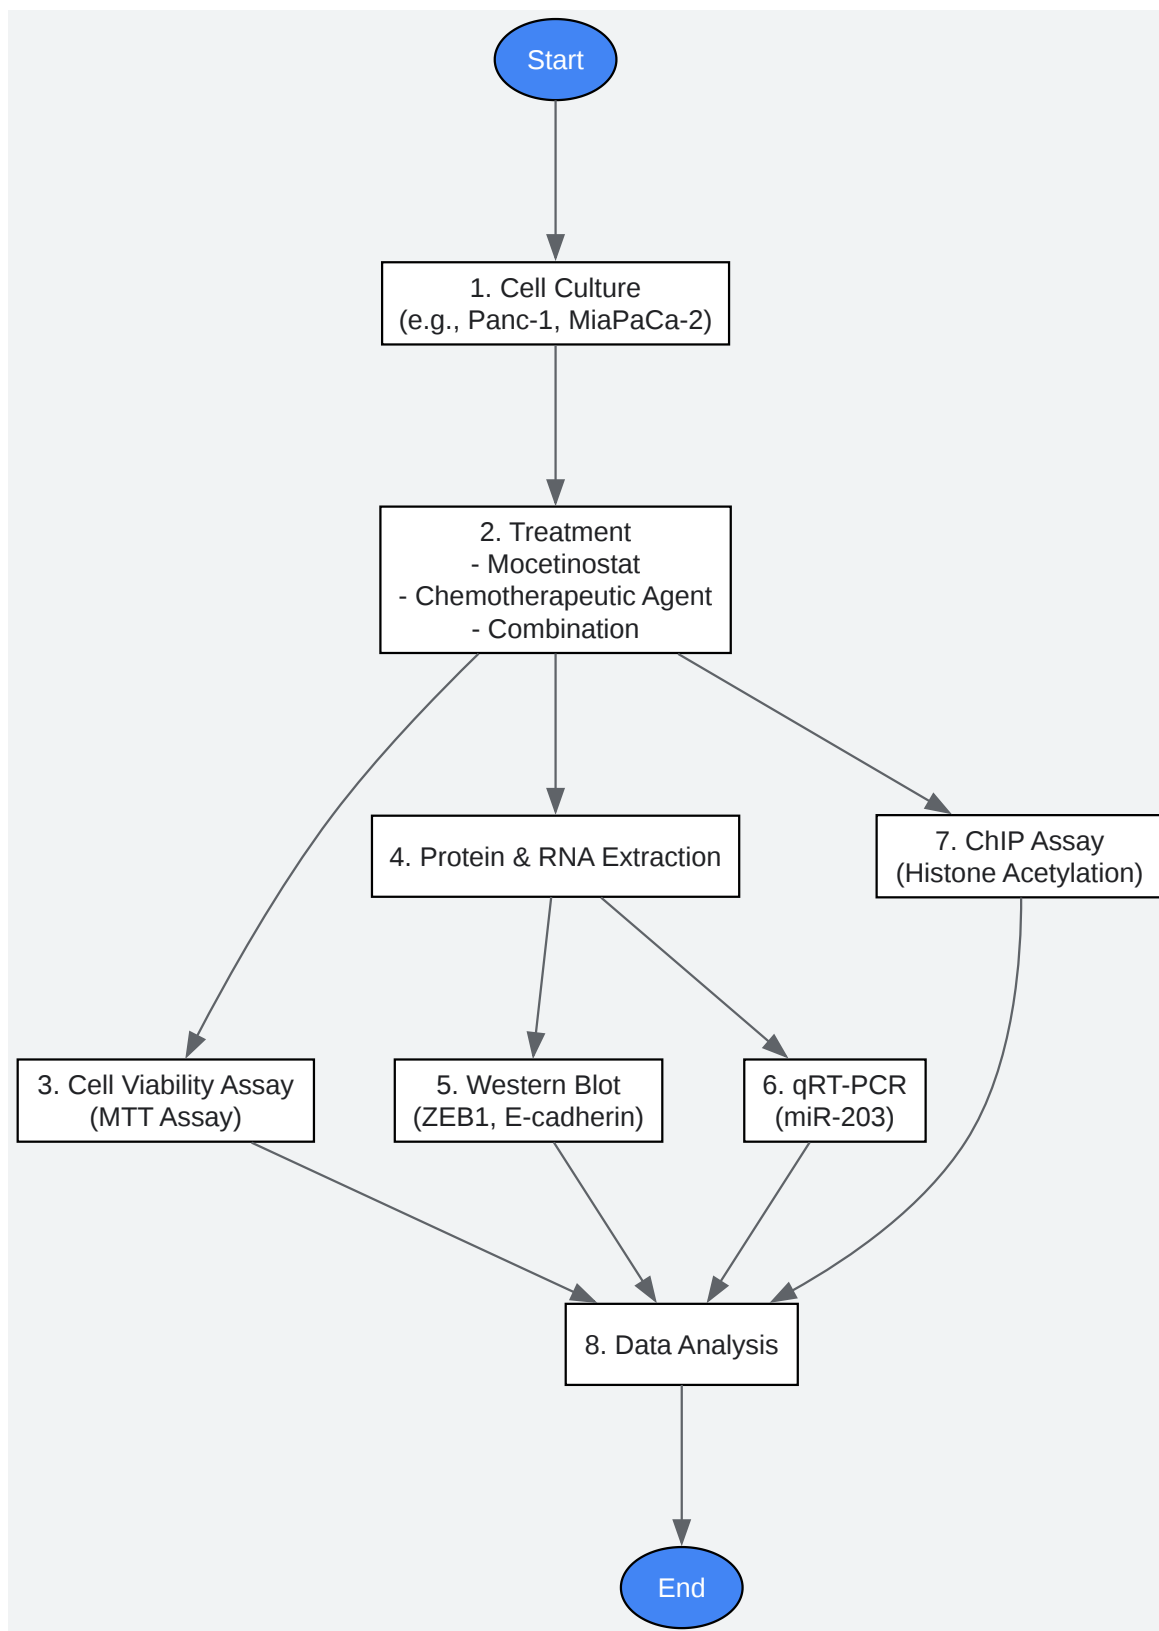 Start
1. Cell Culture
(e.g., Panc-1, MiaPaCa-2)
2. Treatment
- Mocetinostat
- Chemotherapeutic Agent
- Combination
4. Protein & RNA Extraction
7. ChIP Assay
(Histone Acetylation)
3. Cell Viability Assay
(MTT Assay)
5. Western Blot
(ZEB1, E-cadherin)
6. qRT-PCR
(miR-203)
8. Data Analysis
End